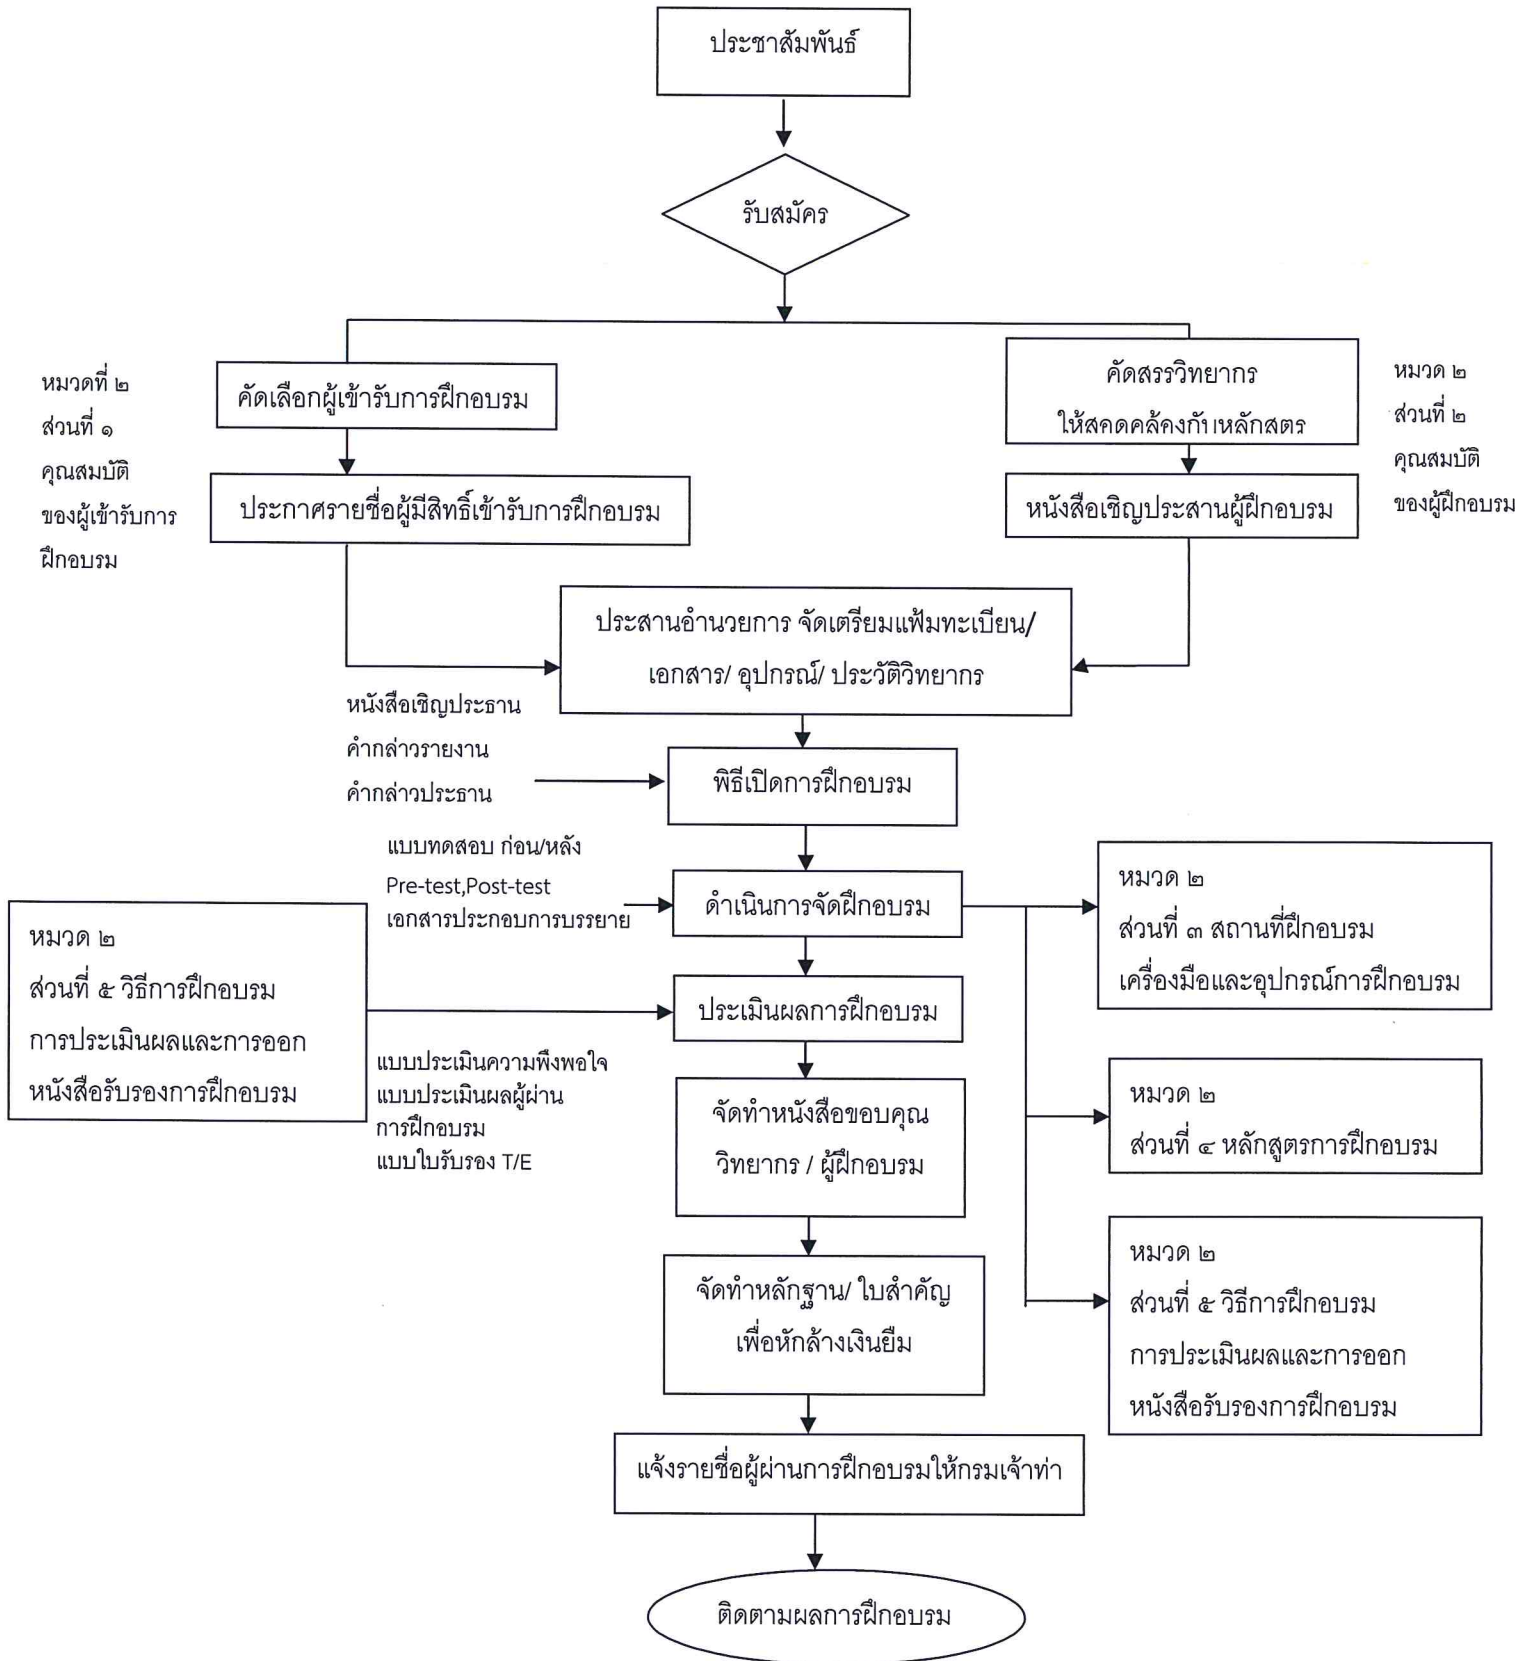 ประชาสัมพันธ์
รับสมัคร
หมวดที่ ๒
ส่วนที่ ๑
คุณสมบัติ
ของผู้เข้ารับการ
ฝึกอบรม
คัดเลือกผู้เข้ารับการฝึกอบรม
ประกาศรายชื่อผู้มีสิทธิ์เข้ารับการฝึกอบรม
คัดสรรวิทยากร
ให้สอดคล้องกับหลักสตร
หนังสือเชิญประสานผู้ฝึกอบรม
หมวด ๒
ส่วนที่ ๒
คุณสมบัติ
ของผู้ฝึกอบรม
ประสานอำนวยการ จัดเตรียมแฟ้มทะเบียน/
เอกสาร/ อุปกรณ์/ ประวัติวิทยากร
หนังสือเชิญประธาน
คำกล่าวรายงาน
คำกล่าวประธาน
พิธีเปิดการฝึกอบรม
แบบทดสอบ ก่อน/หลัง
Pre-test,Post-test
เอกสารประกอบการบรรยาย
ดำเนินการจัดฝึกอบรม
หมวด ๒
ส่วนที่ ๓ สถานที่ฝึกอบรม
เครื่องมือและอุปกรณ์การฝึกอบรม
หมวด ๒
ส่วนที่ ๕ วิธีการฝึกอบรม
การประเมินผลและการออก
หนังสือรับรองการฝึกอบรม
ประเมินผลการฝึกอบรม
แบบประเมินความพึงพอใจ
แบบประเมินผลผู้ผ่าน
การฝึกอบรม
แบบใบรับรอง T/E
จัดทำหนังสือขอบคุณ
วิทยากร / ผู้ฝึกอบรม
หมวด ๒
ส่วนที่ ๔ หลักสูตรการฝึกอบรม
หมวด ๒
ส่วนที่ ๕ วิธีการฝึกอบรม
การประเมินผลและการออก
หนังสือรับรองการฝึกอบรม
จัดทำหลักฐาน/ ใบสำคัญ
เพื่อหักล้างเงินยืม
แจ้งรายชื่อผู้ผ่านการฝึกอบรมให้กรมเจ้าท่า
ติดตามผลการฝึกอบรม